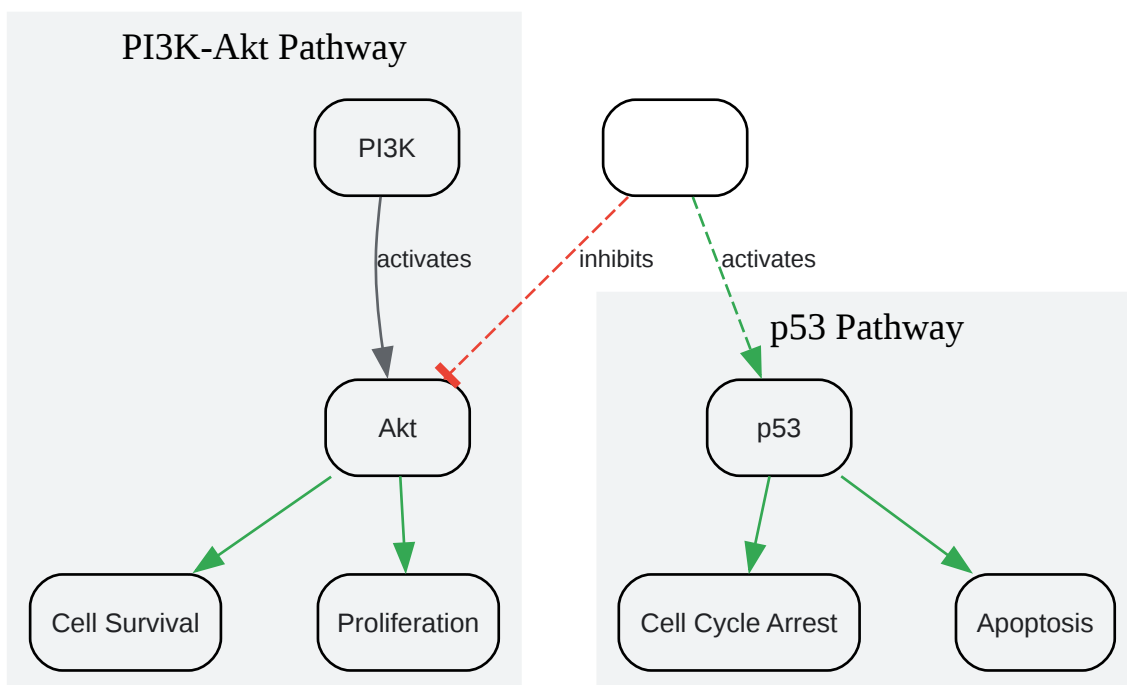 PI3K-Akt Pathway
PI3K
activates
inhibits
activates
p53 Pathway
Akt
p53
Cell Survival
Proliferation
Cell Cycle Arrest
Apoptosis